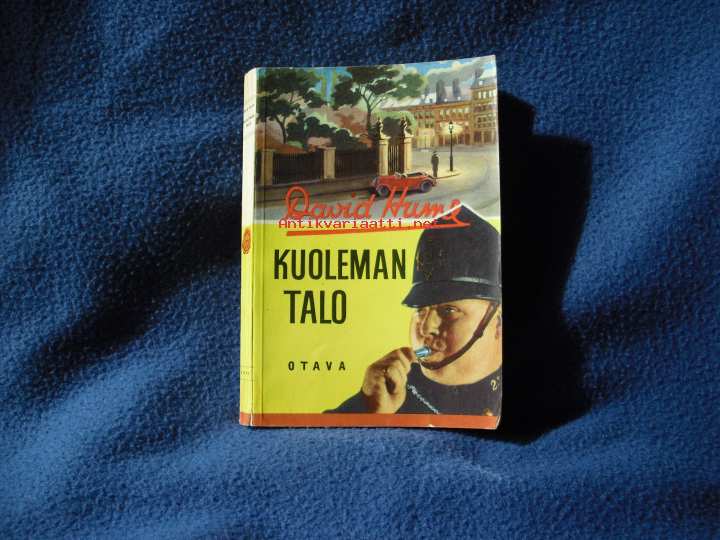 David Hume
Antikvariaatti.net
KUOLEMAN
TALO
OTAVA